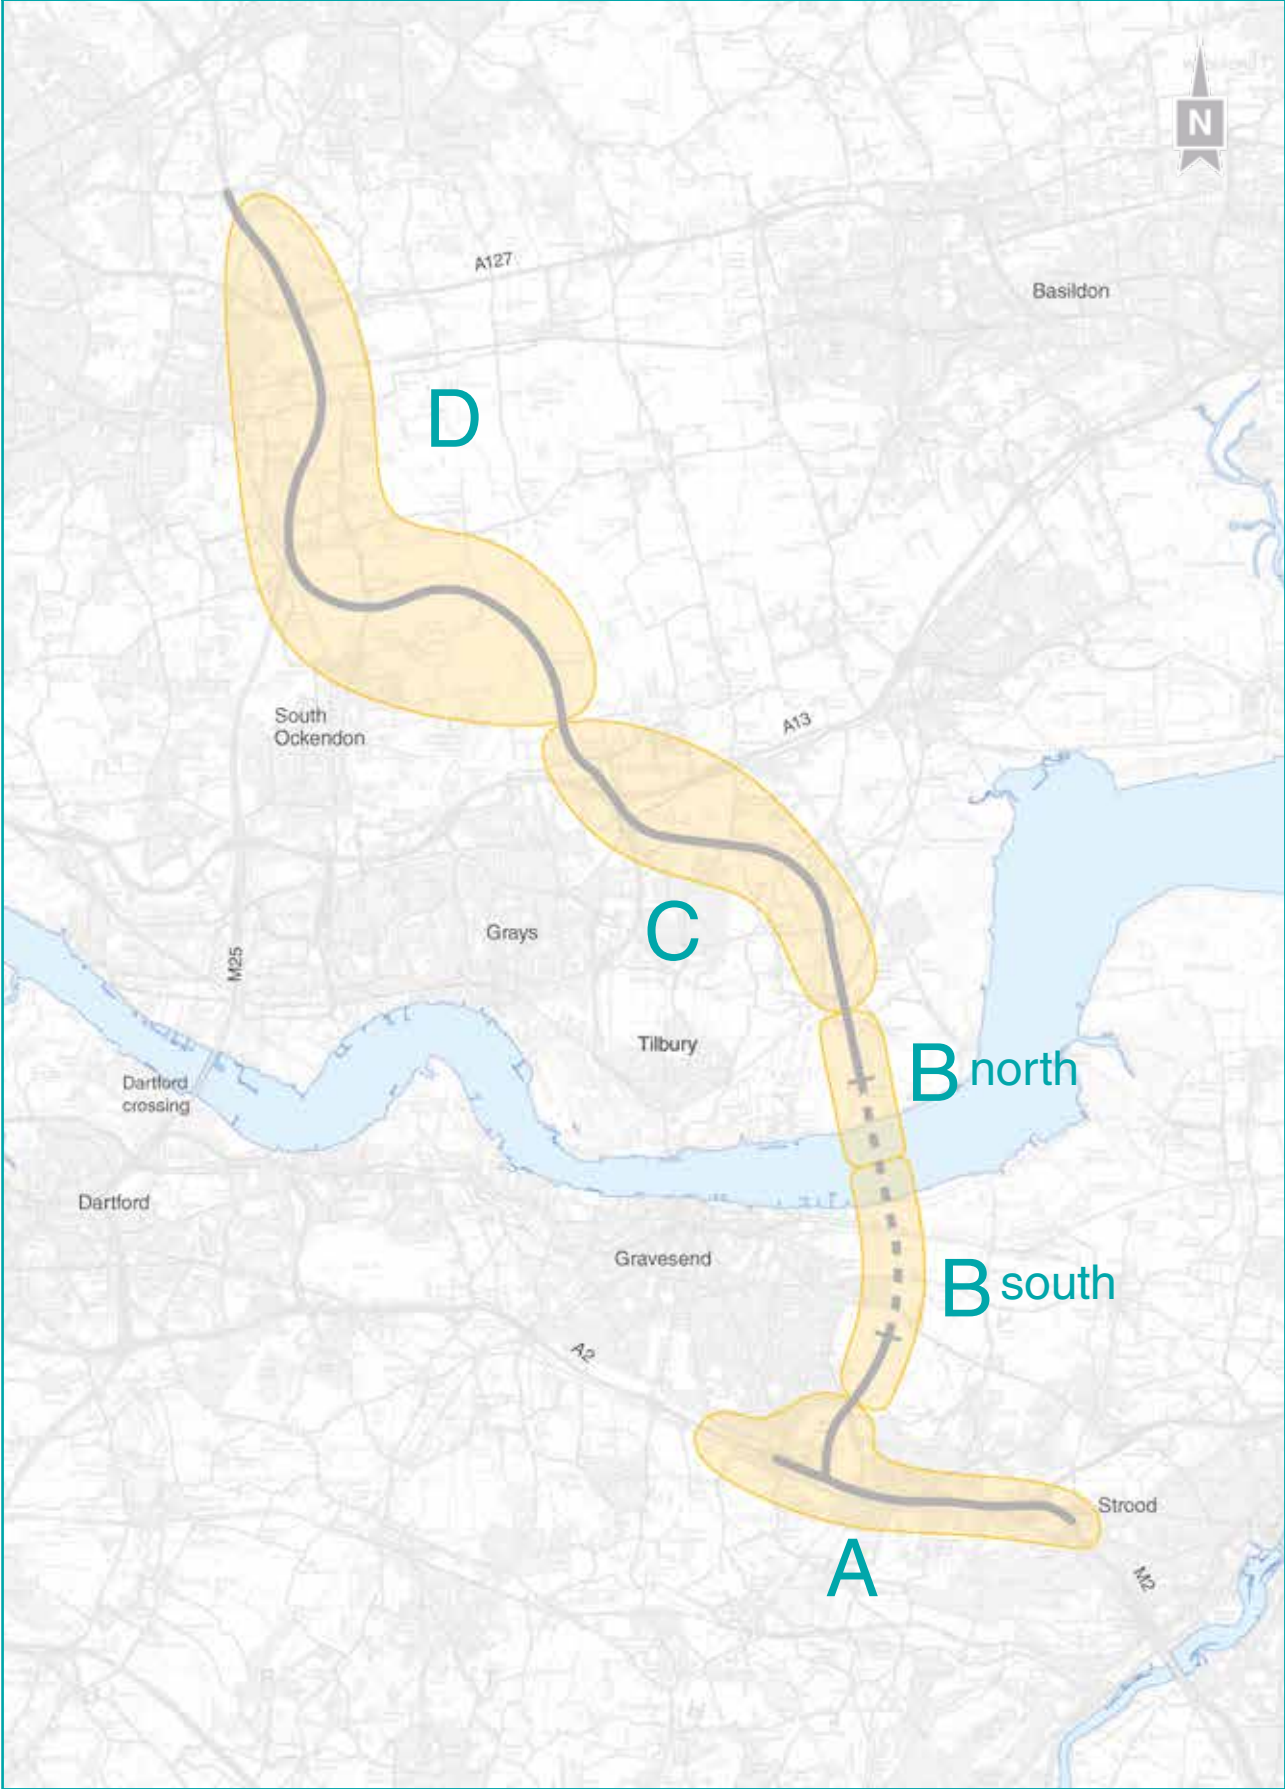 N
A127
Basildon
D
South
Ockendon
A13
Grays
C
M25
Tilbury
B north
Dartford
crossing
Dartford
Gravesend
B south
A2
Strood
A
M2